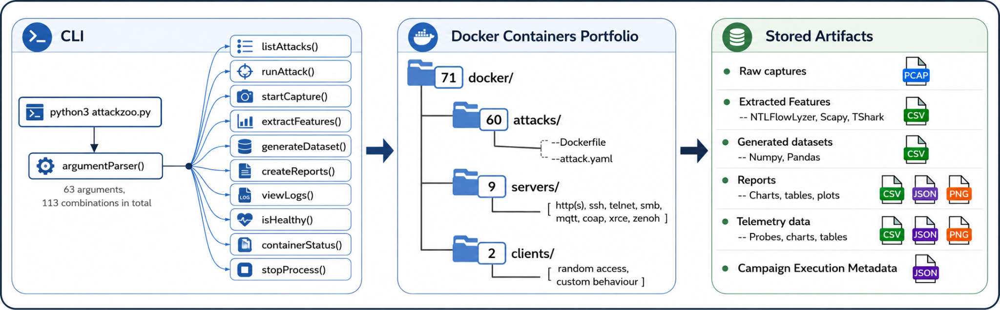 CLI
python3 attackzoo.py
argumentParser()
63 arguments,
113 combinations in total
listAttacks()
runAttack()
startCapture()
extractFeatures()
generateDataset()
createReports()
LOG
viewLogs()
isHealthy()
containerStatus()
stopProcess()
Docker Containers Portfolio
71 docker/
60 attacks/
--Dockerfile
--attack.yaml
9 servers/
[ http(s), ssh, telnet, smb,
mqtt, coap, xrce, zenoh ]
2 clients/
[ random access,
custom behaviour ]
Stored Artifacts
Raw captures
PCAP
Extracted Features
-- NTLFlowLyzer, Scapy, TShark
CSV
Generated datasets
-- Numpy, Pandas
CSV
Reports
-- Charts, tables, plots
CSV JSON PNG
Telemetry data
-- Probes, charts, tables
CSV JSON PNG
Campaign Execution Metadata
JSON